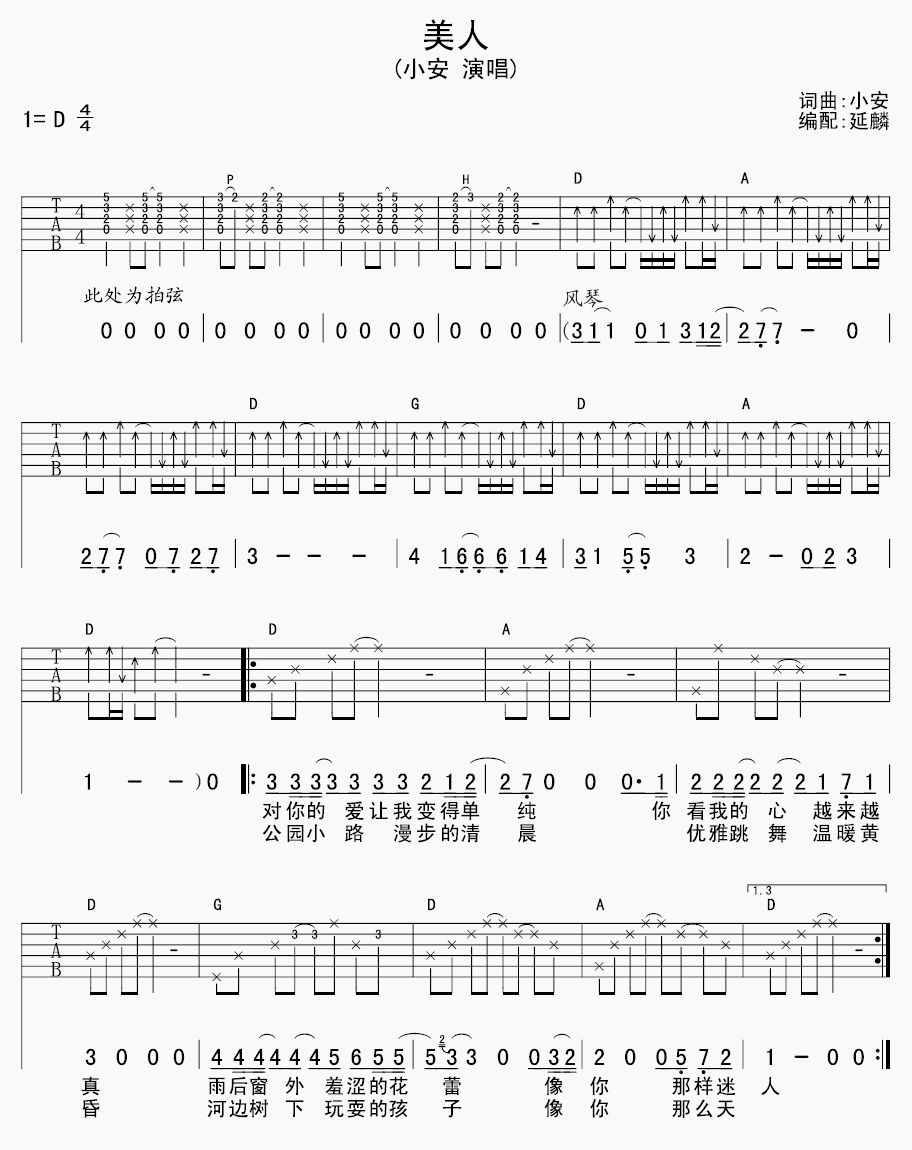 美人
(小安 演唱)
1= D 4/4
词曲:小安
编配:延麟
P H D A
此处为拍弦 风琴
0 0 0 0 | 0 0 0 0 | 0 0 0 0 | 0 0 0 0 | (3 1 1 0 1 3 1 2 | 2 7 7 - 0 |
D G D A
2 7 7 0 7 2 7 | 3 - - - | 4 1 6 6 6 1 4 | 3 1 5 5 3 | 2 - 0 2 3 |
D D A
1 - - ) 0 |: 3 3 3 3 3 3 3 2 1 2 | 2 7 0 0 0· 1 | 2 2 2 2 2 2 1 7 1
对你的 爱让我变得单 纯 你 看我的 心 越来越
公园小 路 漫步的清 晨 优雅跳 舞 温暖黄
1.3
D G D A D
3 0 0 0 | 4 4 4 4 4 4 5 6 5 5 | 5 2 3 3 0 0 3 2 | 2 0 0 5 7 2 | 1 - 0 0 :|
真 雨后窗 外 羞涩的花 蕾 像 你 那样迷 人
昏 河边树 下 玩耍的孩 子 像 你 那么天